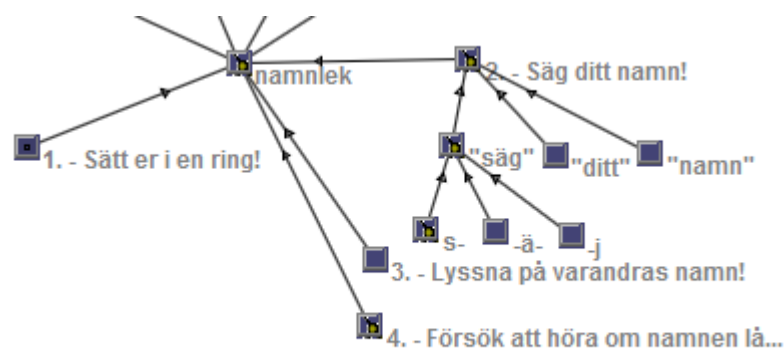 namnlek
2. - Säg ditt namn!
1. - Sätt er i en ring!
"säg"
"ditt"
"namn"
s-
-ä-
-j
3. - Lyssna på varandras namn!
4. - Försök att höra om namnen lå...